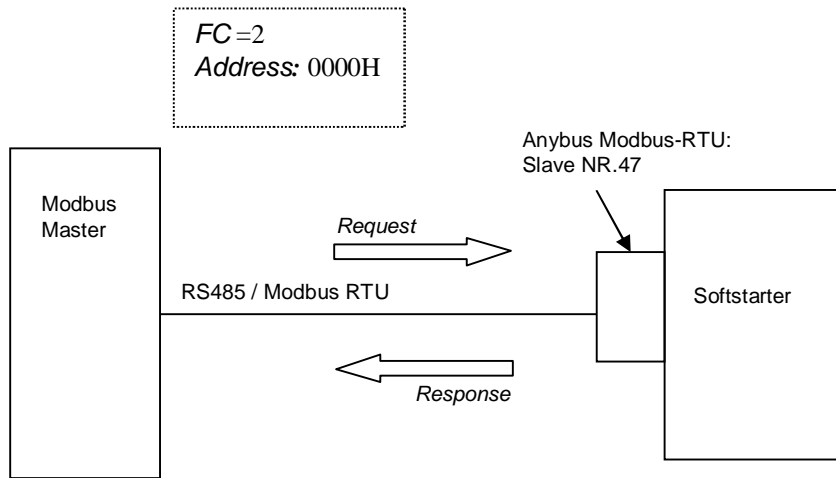 FC =2
Address: 0000H
Anybus Modbus-RTU:
Slave NR.47
Modbus
Master
Request
RS485 / Modbus RTU
Softstarter
Response